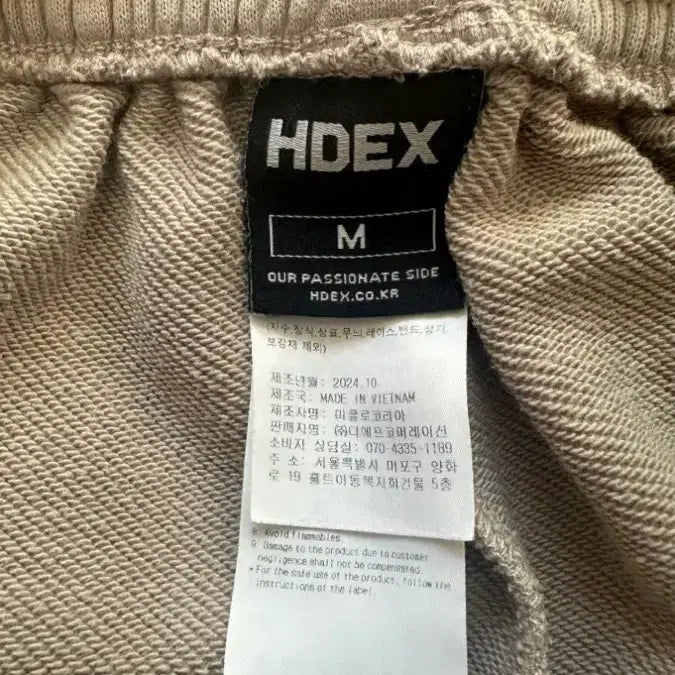 HDEX
M
OUR PASSIONATE SIDE
HDEX.CO.KR
(자수,장식,심표,무늬,레이스,밴드,삼지,
보강재 제외)
제조년월: 2024.10
제조국: MADE IN VIETNAM
제조자명: 미클로코리아
판매자명: (주)디에프코퍼레이션
소비자 상담실: 070-4335-1189
주 소: 서울특별시 마포구 양화
로 19 홀트아동복지회건물 5층
8. Avoid flammables.
9. Damage to the product due to customer
negligence shall not be compensated.
* For the safe use of the product, follow the
instructions of the label.